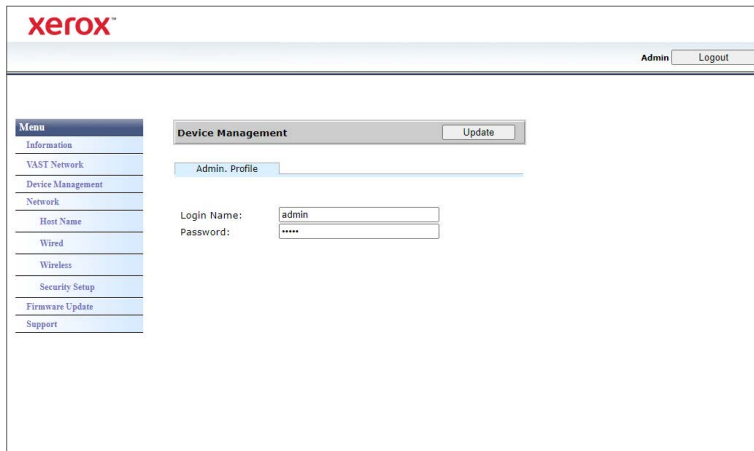 xerox™
Admin Logout
Menu
Information
VAST Network
Device Management
Network
Host Name
Wired
Wireless
Security Setup
Firmware Update
Support
Device Management Update
Admin. Profile
Login Name: admin
Password: •••••